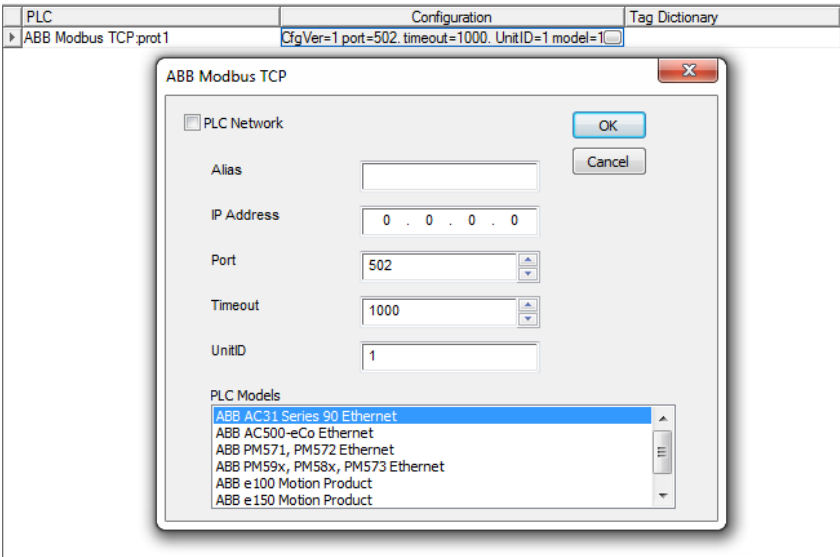 PLC Configuration Tag Dictionary
ABB Modbus TCP:prot1 CfgVer=1 port=502. timeout=1000. UnitID=1 model=1
ABB Modbus TCP
PLC Network
OK
Alias
Cancel
IP Address 0 . 0 . 0 . 0
Port 502
Timeout 1000
UnitID 1
PLC Models
ABB AC31 Series 90 Ethernet
ABB AC500-eCo Ethernet
ABB PM571, PM572 Ethernet
ABB PM59x, PM58x, PM573 Ethernet
ABB e100 Motion Product
ABB e150 Motion Product